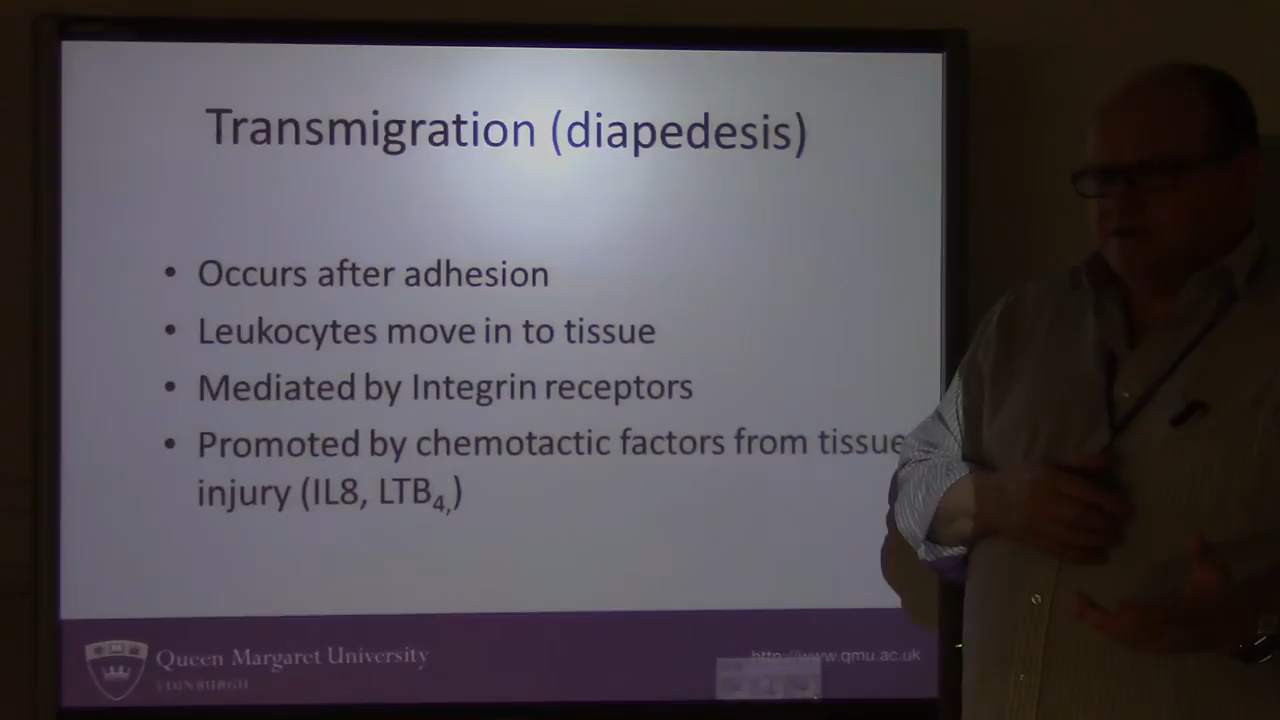 Transmigration (diapedesis)
• Occurs after adhesion
• Leukocytes move in to tissue
• Mediated by Integrin receptors
• Promoted by chemotactic factors from tissue
injury (IL8, LTB₄,)
Queen Margaret University
EDINBURGH
http://www.qmu.ac.uk